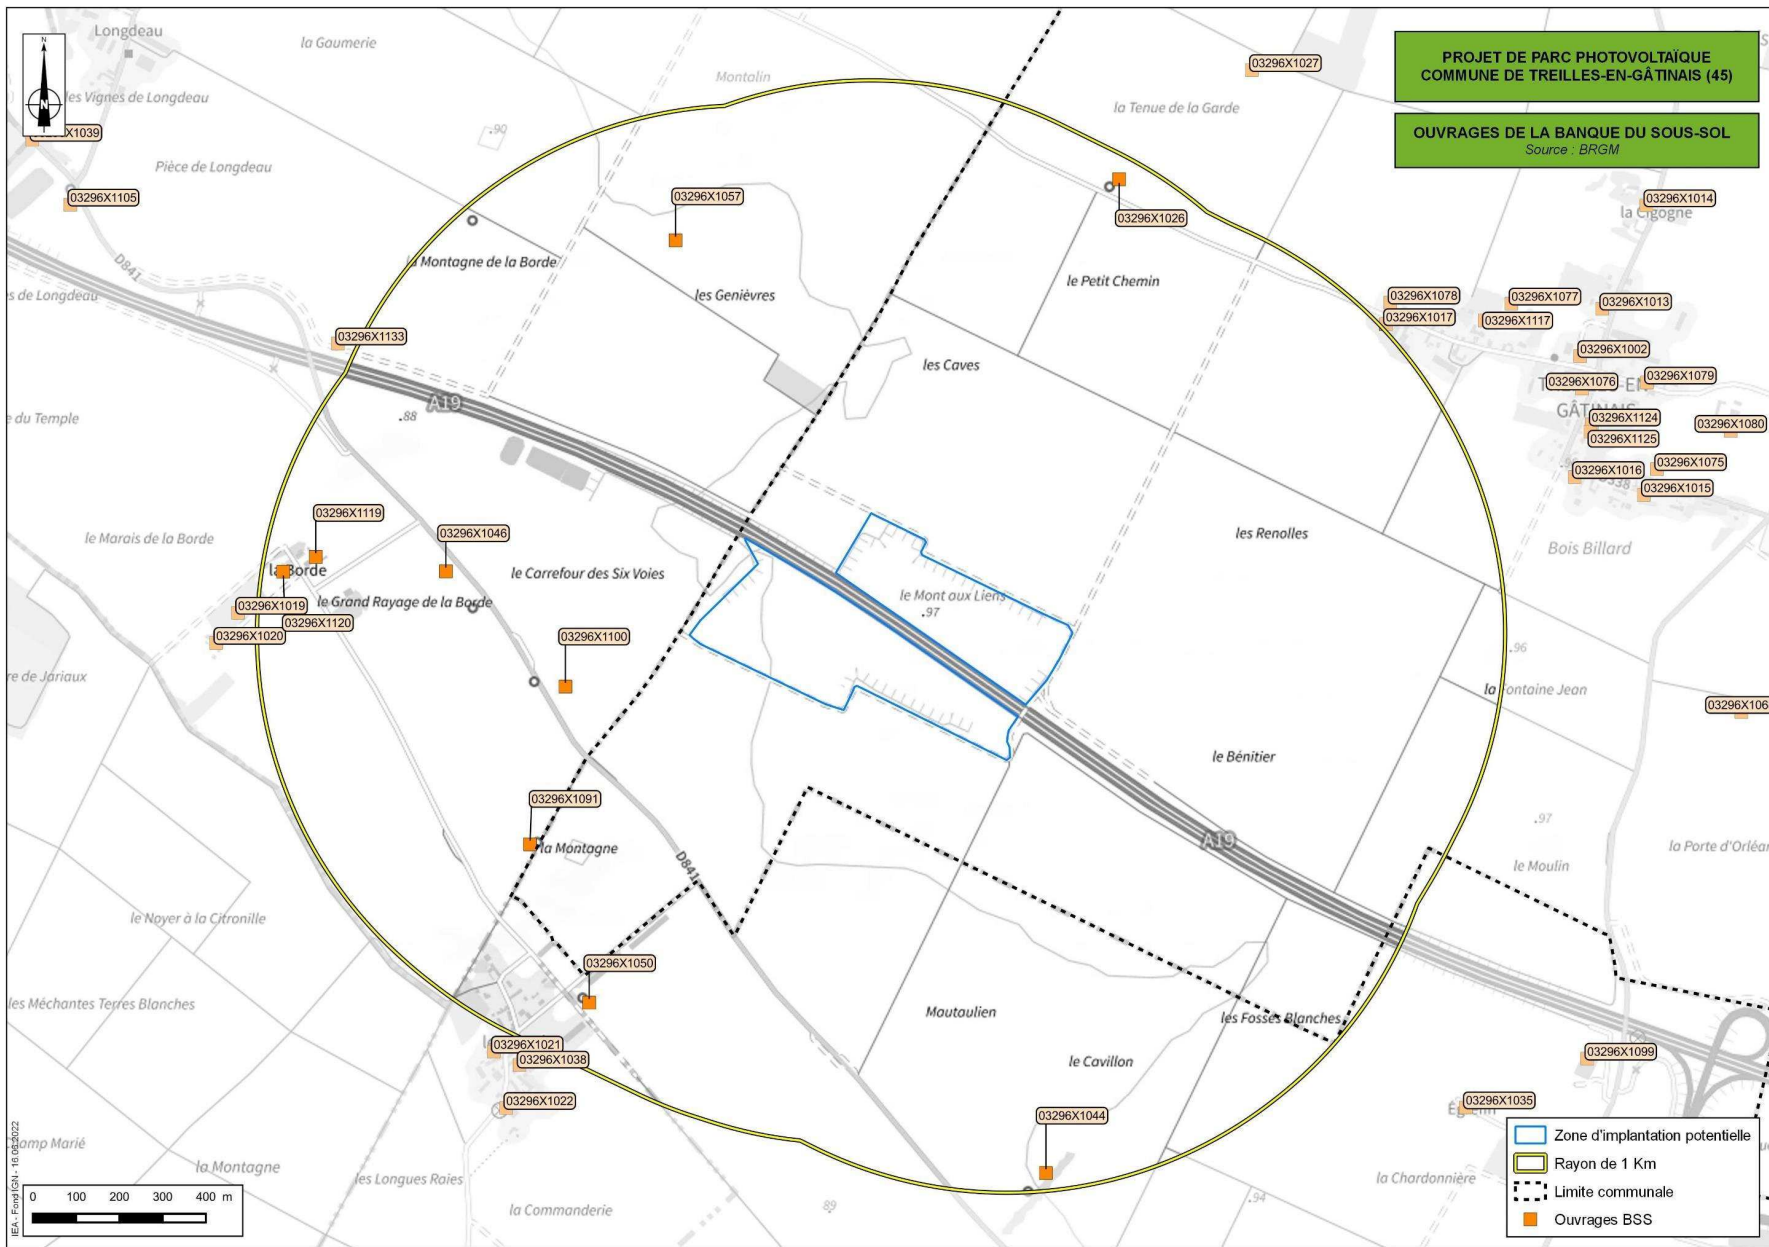 PROJET DE PARC PHOTOVOLTAÏQUE
COMMUNE DE TREILLES-EN-GÂTINAIS (45)
OUVRAGES DE LA BANQUE DU SOUS-SOL
Source : BRGM
Longdeau
la Gaumerie
Montalin
N
N
les Vignes de Longdeau
.90
la Tenue de la Garde
03296X1027
Pièce de Longdeau
03296X1105
03296X1057
03296X1026
03296X1014
la Cigogne
D841
la Montagne de la Borde
les Genièvres
le Petit Chemin
03296X1078
03296X1077
03296X1013
03296X1017
03296X1117
03296X1133
les Caves
03296X1002
03296X1076
03296X1079
GÂTINAIS
A19
.88
03296X1124
03296X1080
03296X1125
03296X1075
03296X1016
03296X1015
03296X1119
le Marais de la Borde
03296X1046
les Renolles
Bois Billard
la Borde
le Carrefour des Six Voies
le Grand Rayage de la Borde
le Mont aux Liens
.97
03296X1019
03296X1120
03296X1020
03296X1100
.96
la Fontaine Jean
le Bénitier
03296X1091
la Montagne
D841
A19
.97
le Moulin
la Porte d'Orléan
le Noyer à la Citronille
03296X1050
les Méchantes Terres Blanches
Mautaulien
les Fosses Blanches
03296X1021
03296X1038
le Cavillon
03296X1099
03296X1022
03296X1044
03296X1035
la Montagne
les Longues Raies
la Commanderie
89
.94
la Chardonnière
Zone d'implantation potentielle
Rayon de 1 Km
Limite communale
Ouvrages BSS
0 100 200 300 400 m